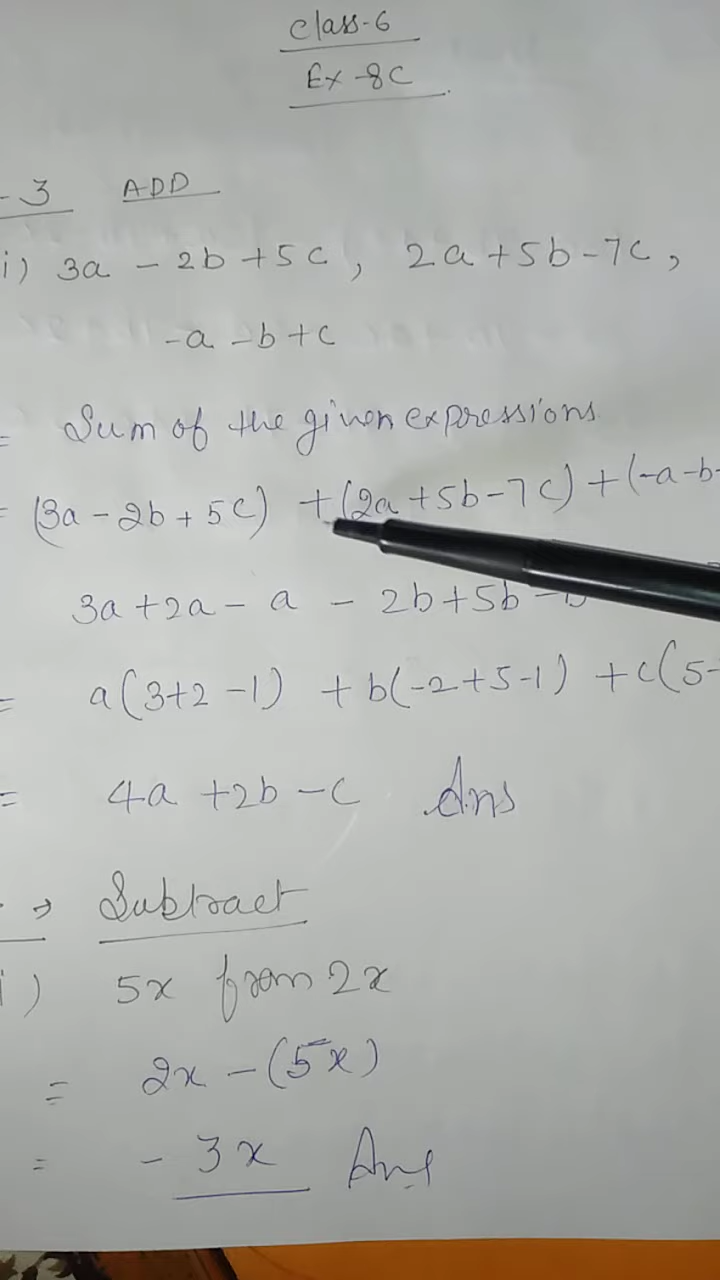 Class-6
Ex-8C
-3 ADD
i) 3a - 2b + 5c, 2a + 5b - 7c,
-a - b + c
= Sum of the given expressions
= (3a - 2b + 5c) + (2a + 5b - 7c) + (-a - b -
3a + 2a - a - 2b + 5b -
= a(3+2-1) + b(-2+5-1) + c(5-
= 4a + 2b - c Ans
→ Subtract
i) 5x from 2x
= 2x - (5x)
= - 3x Ans